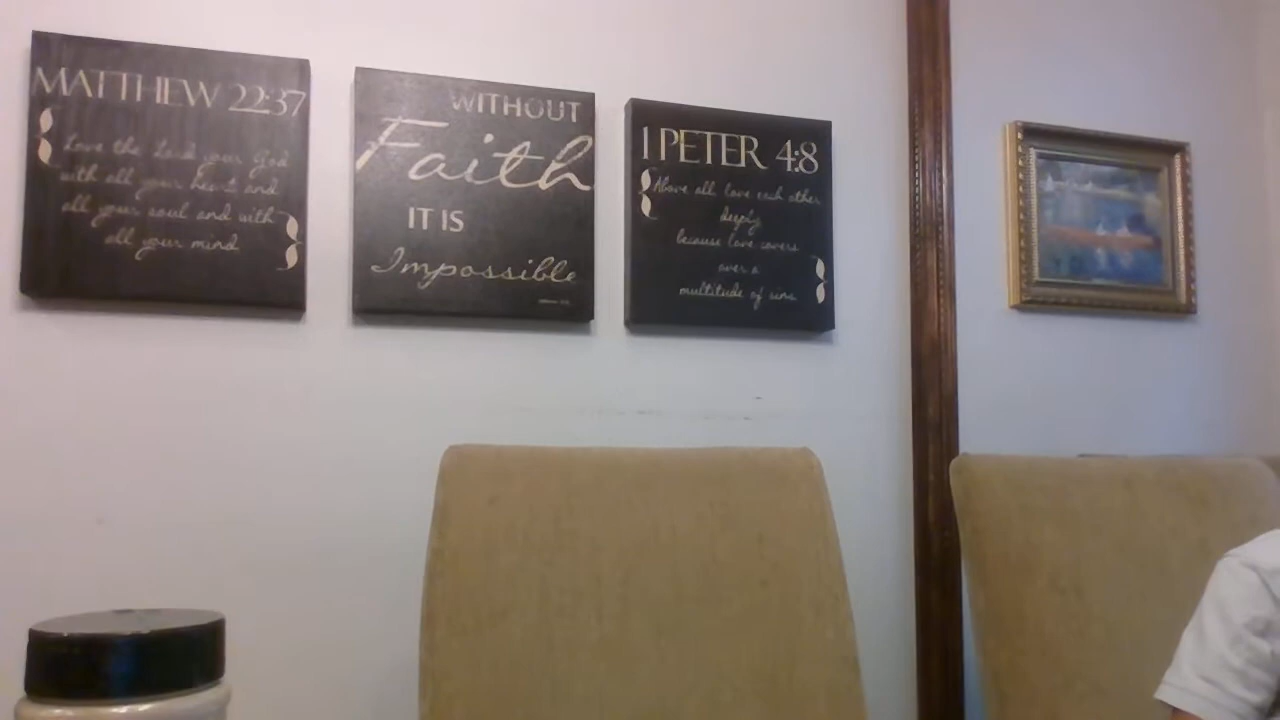 MATTHEW 22:37
Love the Lord your God
with all your heart and
all your soul and with
all your mind
WITHOUT
Faith
IT IS
Impossible
1 PETER 4:8
Above all love each other
deeply
because love covers
over a
multitude of sins